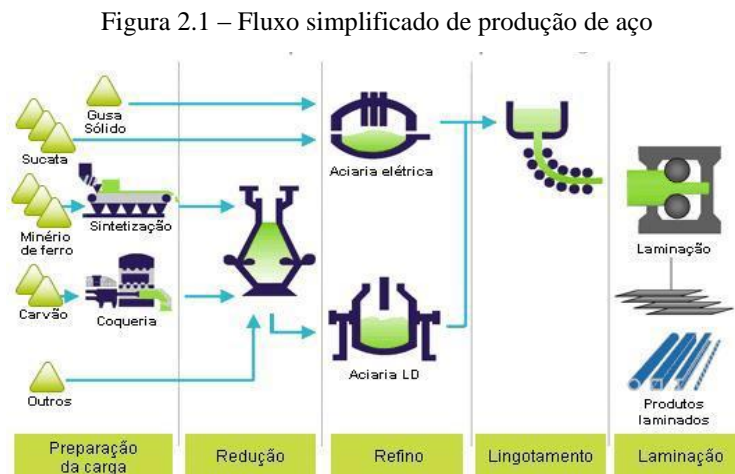 Figura 2.1 – Fluxo simplificado de produção de aço
Gusa
Sólido
Sucata
Aciaria elétrica
Minério
de ferro
Sintetização
Laminação
Carvão
Coqueria
Aciaria LD
Outros
Produtos
laminados
Preparação
da carga
Redução
Refino
Lingotamento
Laminação